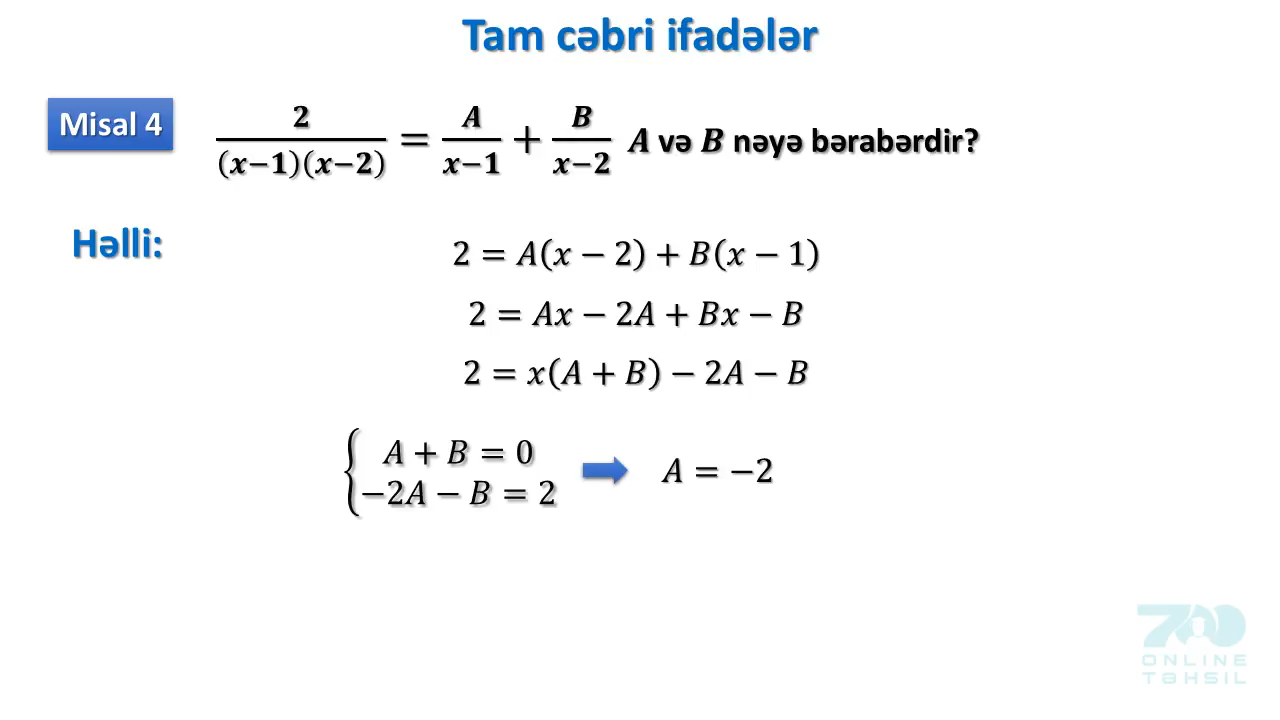 Tam cəbri ifadələr
Misal 4
2/((x−1)(x−2)) = A/(x−1) + B/(x−2) A və B nəyə bərabərdir?
Həlli:
2 = A(x − 2) + B(x − 1)
2 = Ax − 2A + Bx − B
2 = x(A + B) − 2A − B
{ A + B = 0
−2A − B = 2
A = −2
700
ONLINE
TƏHSİL